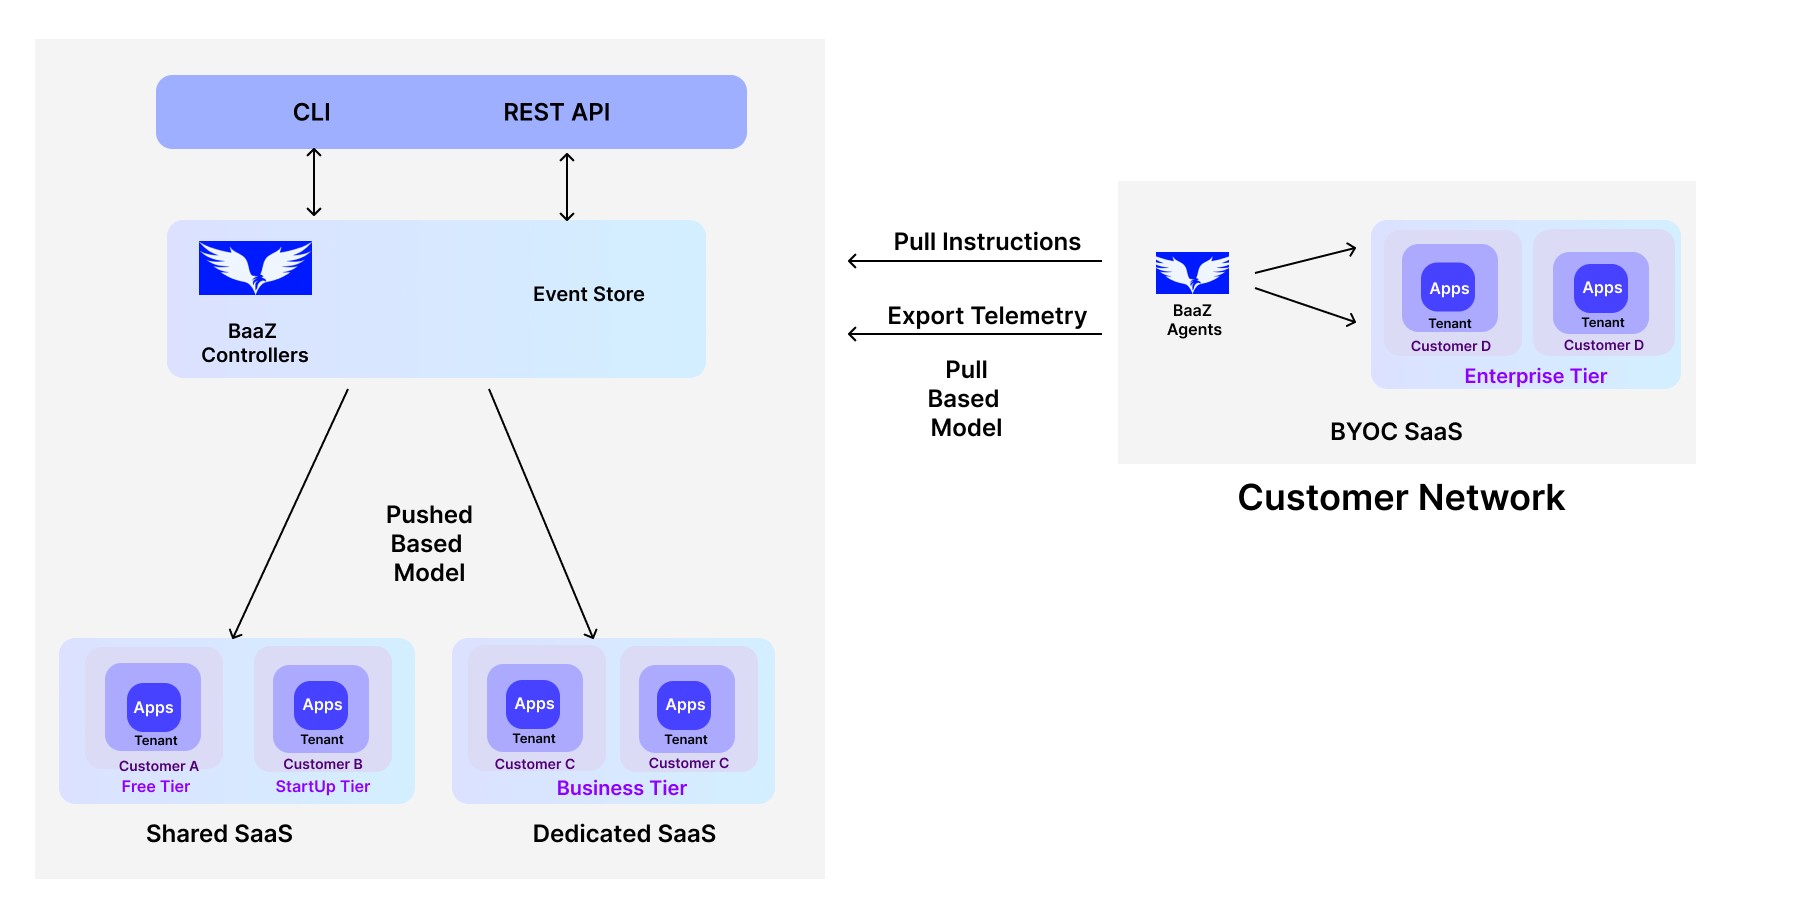 CLI
REST API
BaaZ
Controllers
Event Store
Pushed
Based
Model
Apps
Tenant
Customer A
Free Tier
Apps
Tenant
Customer B
StartUp Tier
Shared SaaS
Apps
Tenant
Customer C
Apps
Tenant
Customer C
Business Tier
Dedicated SaaS
Pull Instructions
Export Telemetry
Pull
Based
Model
BaaZ
Agents
Apps
Tenant
Customer D
Apps
Tenant
Customer D
Enterprise Tier
BYOC SaaS
Customer Network